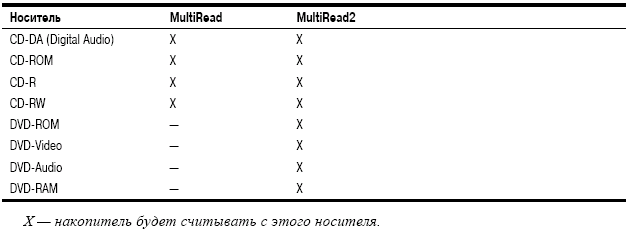 Носитель MultiRead MultiRead2
CD-DA (Digital Audio) X X
CD-ROM X X
CD-R X X
CD-RW X X
DVD-ROM — X
DVD-Video — X
DVD-Audio — X
DVD-RAM — X
X — накопитель будет считывать с этого носителя.